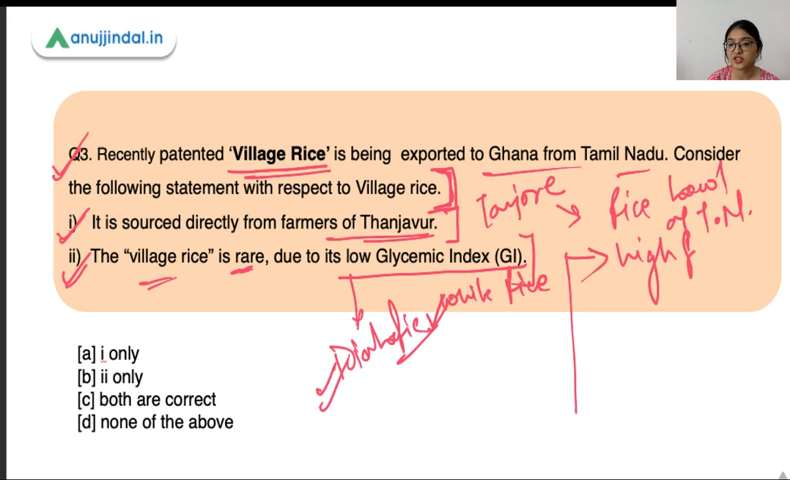 anujjindal.in
Q3. Recently patented 'Village Rice' is being exported to Ghana from Tamil Nadu. Consider
the following statement with respect to Village rice.
i) It is sourced directly from farmers of Thanjavur.
ii) The “village rice” is rare, due to its low Glycemic Index (GI).
Tanjore
Rice bowl
of T.N.
high
Diabetic
white rice
[a] i only
[b] ii only
[c] both are correct
[d] none of the above